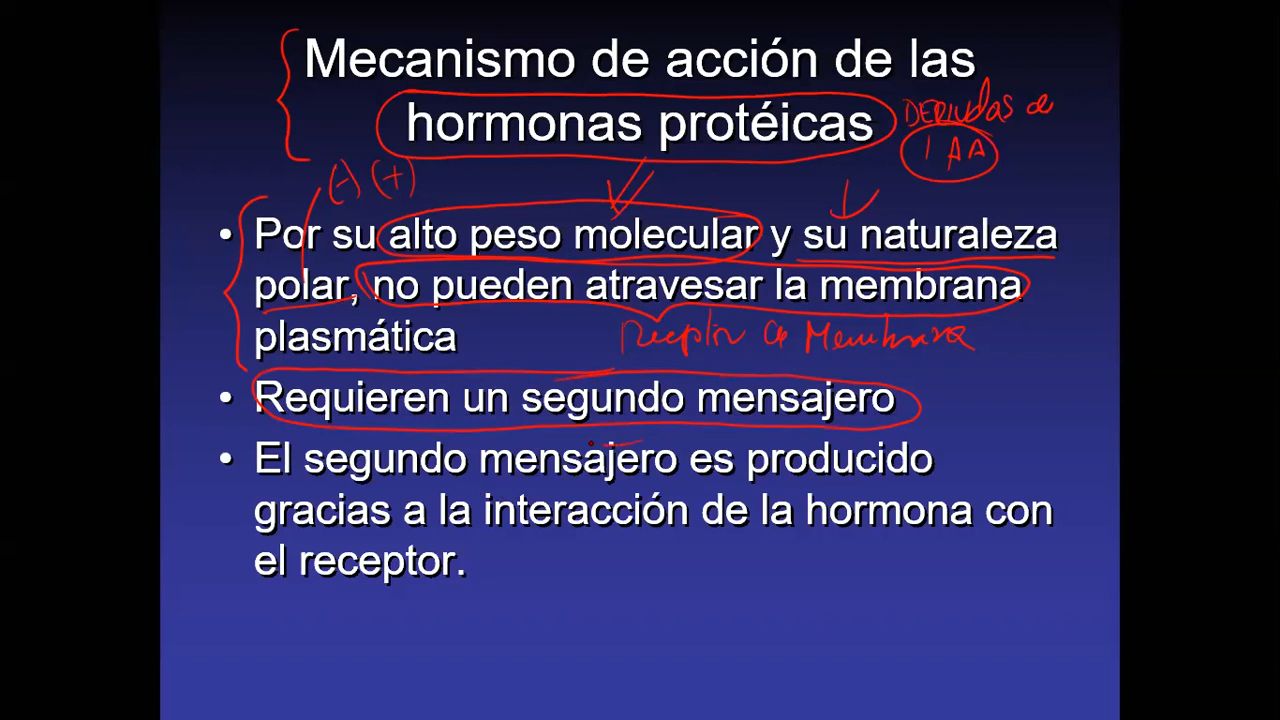 Mecanismo de acción de las
hormonas protéicas
DERIVADAS de
1 AA
(-) (+)
• Por su alto peso molecular y su naturaleza
polar, no pueden atravesar la membrana
plasmática
Receptor de Membrana
• Requieren un segundo mensajero
• El segundo mensajero es producido
gracias a la interacción de la hormona con
el receptor.